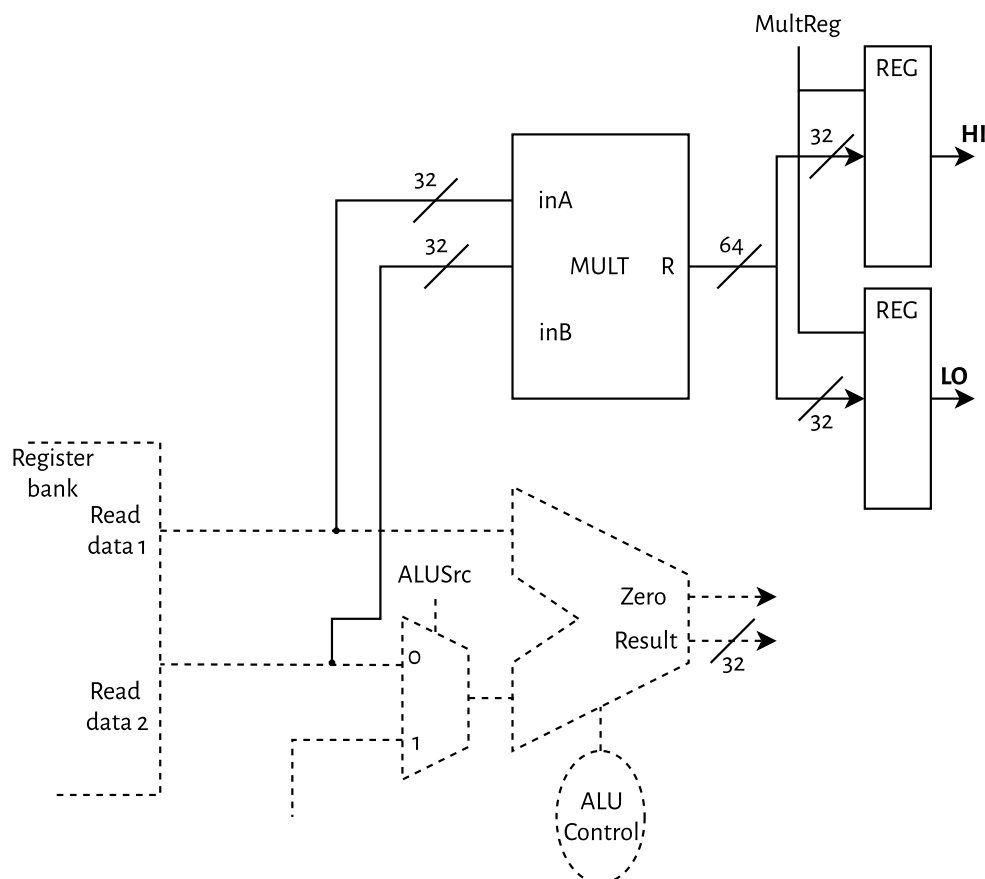 MultReg
REG
32
HI
32
inA
32
64
MULT
R
inB
REG
LO
32
Register
bank
Read
data 1
ALUSrc
Zero
0
Result
32
Read
data 2
1
ALU
Control